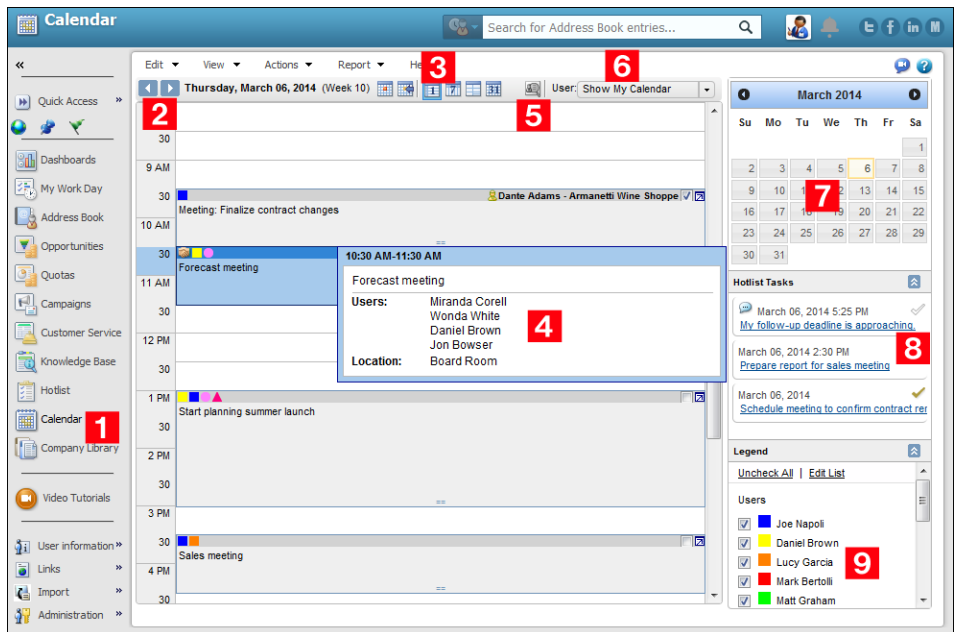 Calendar
Search for Address Book entries...
«
Edit View Actions Report
3
6
Thursday, March 06, 2014 (Week 10) 1 7 31 User: Show My Calendar
2
5
Quick Access »
Dashboards
My Work Day
Address Book
Opportunities
Quotas
Campaigns
Customer Service
Knowledge Base
Hotlist
Calendar
1
Company Library
Video Tutorials
User information »
Links »
Import »
Administration »
30
9 AM
30
Dante Adams - Armanetti Wine Shoppe
Meeting: Finalize contract changes
10 AM
30
Forecast meeting
11 AM
30
12 PM
30
1 PM
Start planning summer launch
30
2 PM
30
3 PM
30
Sales meeting
4 PM
30
10:30 AM-11:30 AM
Forecast meeting
Users: Miranda Corell
Wonda White
Daniel Brown
Jon Bowser
4
Location: Board Room
March 2014
Su Mo Tu We Th Fr Sa
1
2 3 4 5 6 7 8
9 10 13 14 15
7
16 17 18 19 20 21 22
23 24 25 26 27 28 29
30 31
Hotlist Tasks
March 06, 2014 5:25 PM
My follow-up deadline is approaching.
8
March 06, 2014 2:30 PM
Prepare report for sales meeting
March 06, 2014
Schedule meeting to confirm contract rer
Legend
Uncheck All | Edit List
Users
Joe Napoli
Daniel Brown
Lucy Garcia
9
Mark Bertolli
Matt Graham